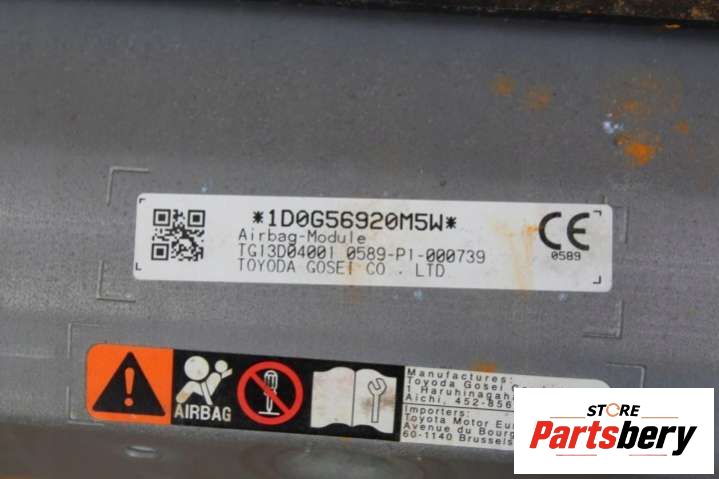 *1D0G56920M5W*
Airbag-Module
TG13D04001 0589-P1-000739
TOYODA GOSEI CO . LTD
CE
0589
AIRBAG
Manufactures:
Toyoda Gosei
1 Haruhinagaha
Aichi, 452-856
Importers:
Toyota Motor Eur
Avenue du Bourg
60-1140 Brussels
STORE
Partsbery